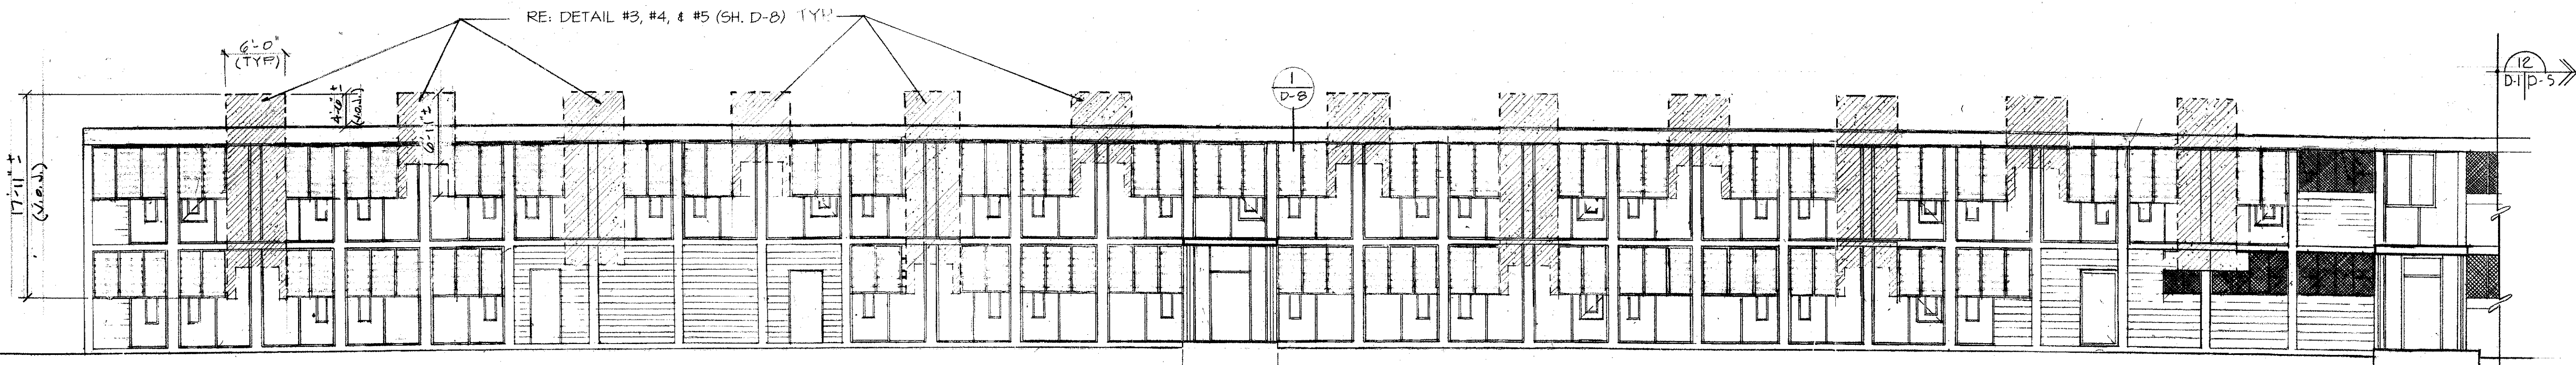 RE: DETAIL #3, #4, & #5 (SH. D-8) TYP.
6'-0"
(TYP.)
4'-6" ±
(V.O.J.)
6'-11" ±
17'-11" ±
(V.O.J.)
1
D-8
12
D-1 D-5